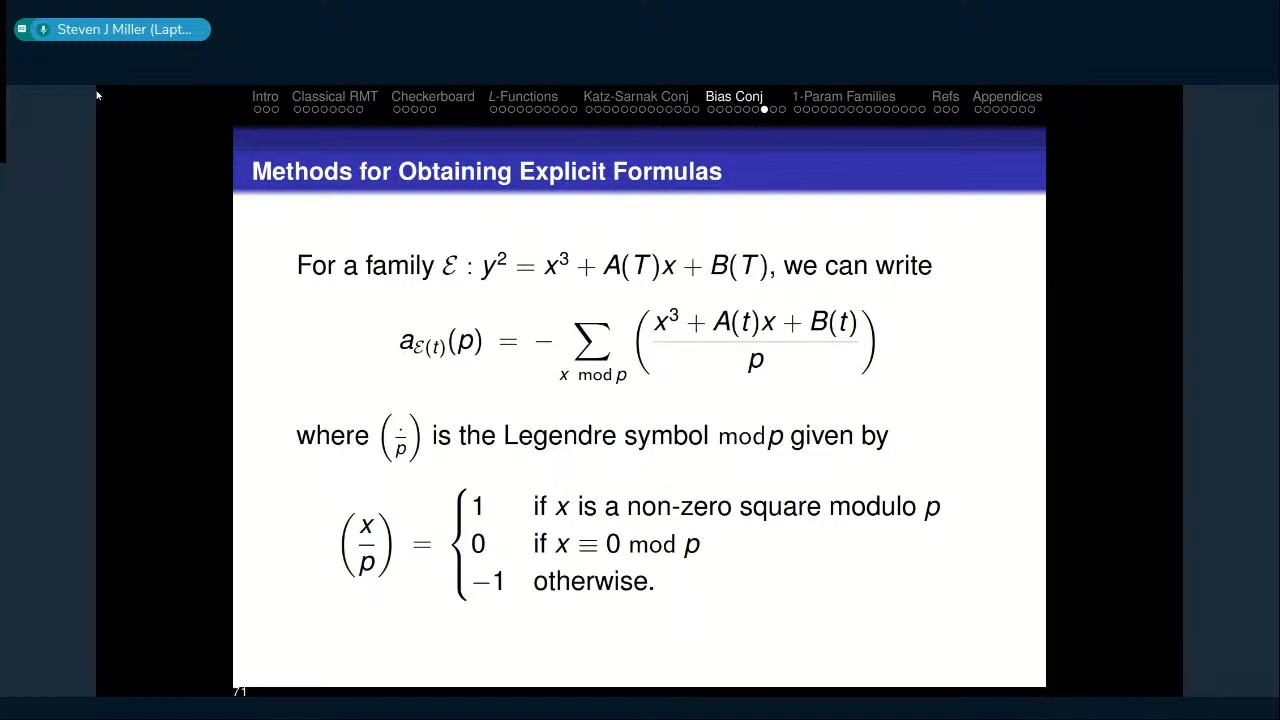 Steven J Miller (Lapt...
Intro Classical RMT Checkerboard L-Functions Katz-Sarnak Conj Bias Conj 1-Param Families Refs Appendices
Methods for Obtaining Explicit Formulas
For a family ℰ : y² = x³ + A(T)x + B(T), we can write
a_{ℰ(t)}(p) = − ∑_{x mod p} ( (x³ + A(t)x + B(t)) / p )
where (·/p) is the Legendre symbol mod p given by
(x/p) = { 1 if x is a non-zero square modulo p
0 if x ≡ 0 mod p
−1 otherwise.
71